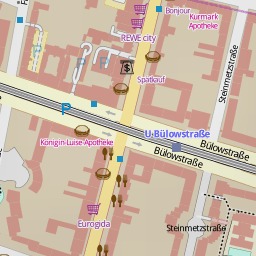 Bonjour
Kurmark
Apotheke
REWE city
Spätkauf
Steinmetzstraße
U Bülowstraße
Bülowstraße
Königin-Luise Apotheke
Bülowstraße
Eurogida
Steinmetzstraße